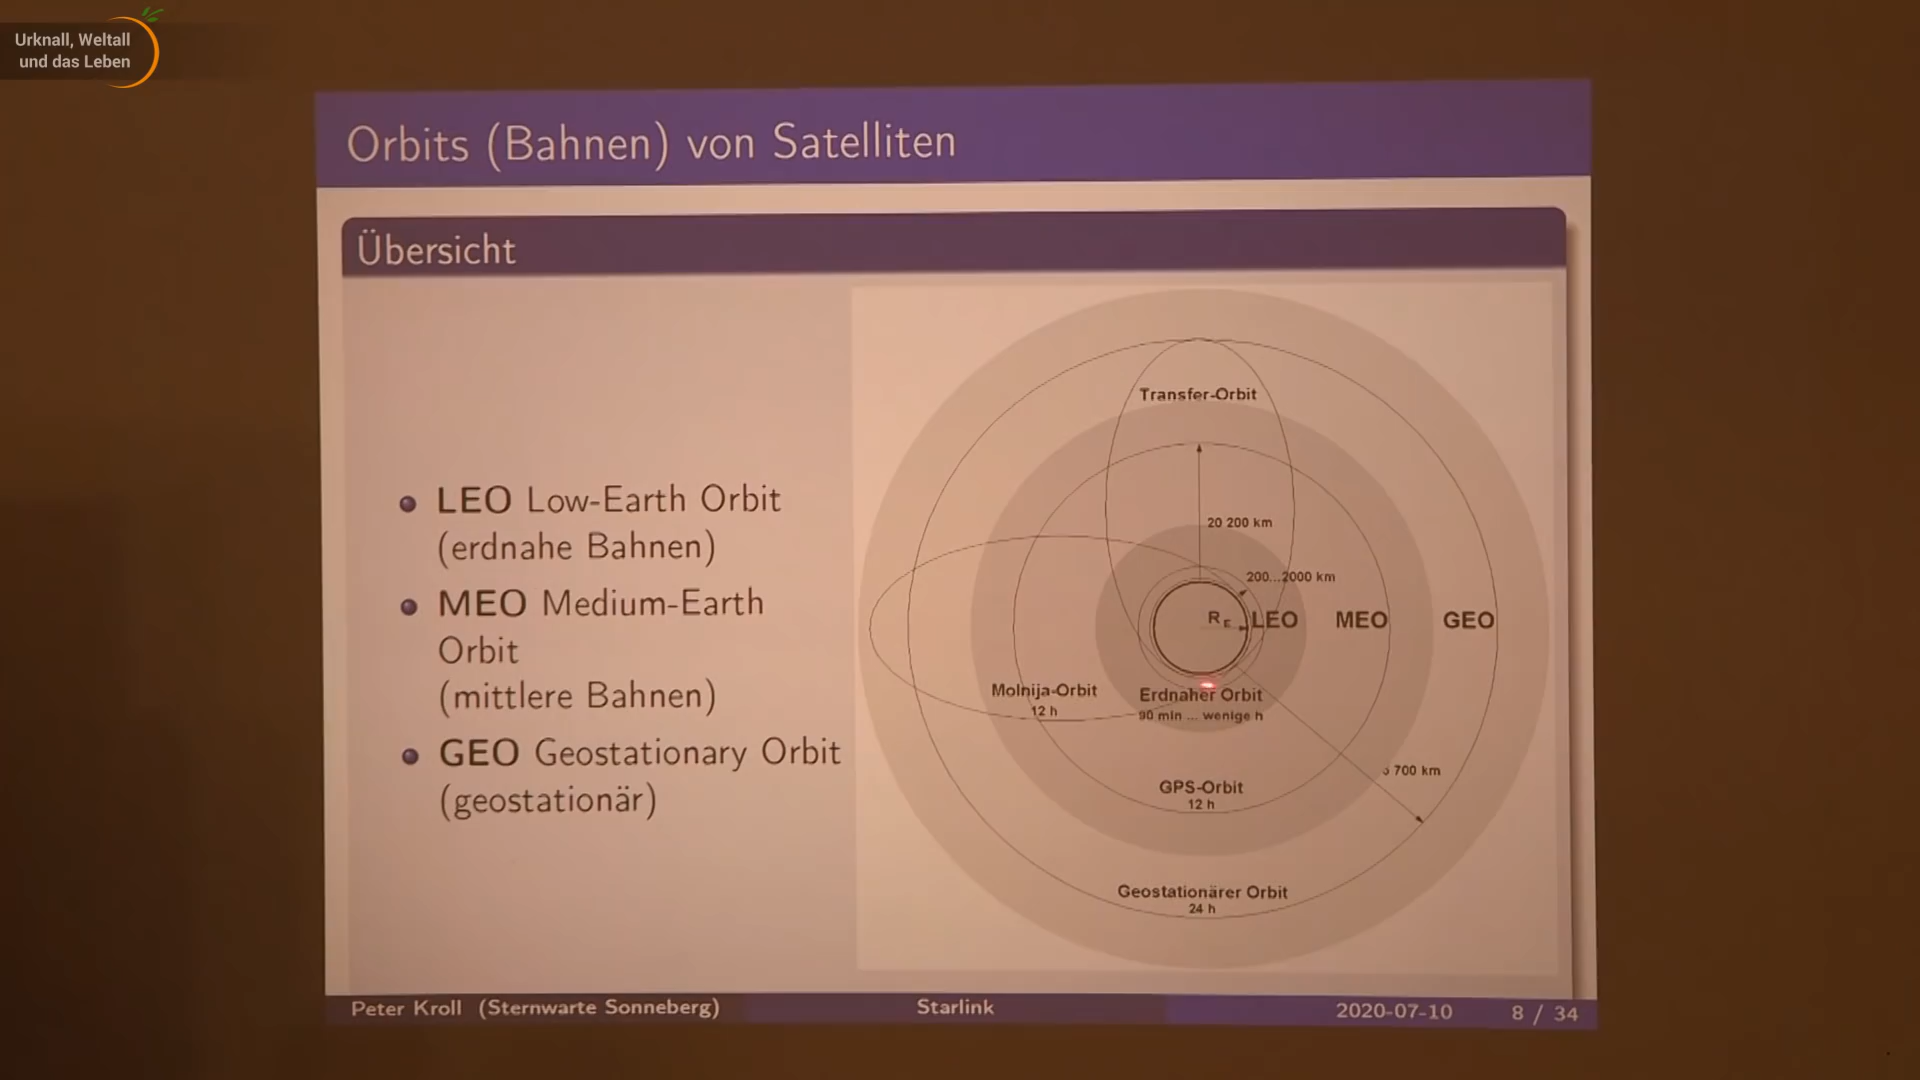 Urknall, Weltall
und das Leben
Orbits (Bahnen) von Satelliten
Übersicht
LEO Low-Earth Orbit
(erdnahe Bahnen)
MEO Medium-Earth
Orbit
(mittlere Bahnen)
GEO Geostationary Orbit
(geostationär)
Transfer-Orbit
20 200 km
200...2000 km
R E
LEO
MEO
GEO
Molnija-Orbit
12 h
Erdnaher Orbit
90 min ... wenige h
700 km
GPS-Orbit
12 h
Geostationärer Orbit
24 h
Peter Kroll (Sternwarte Sonneberg)
Starlink
2020-07-10
8 / 34